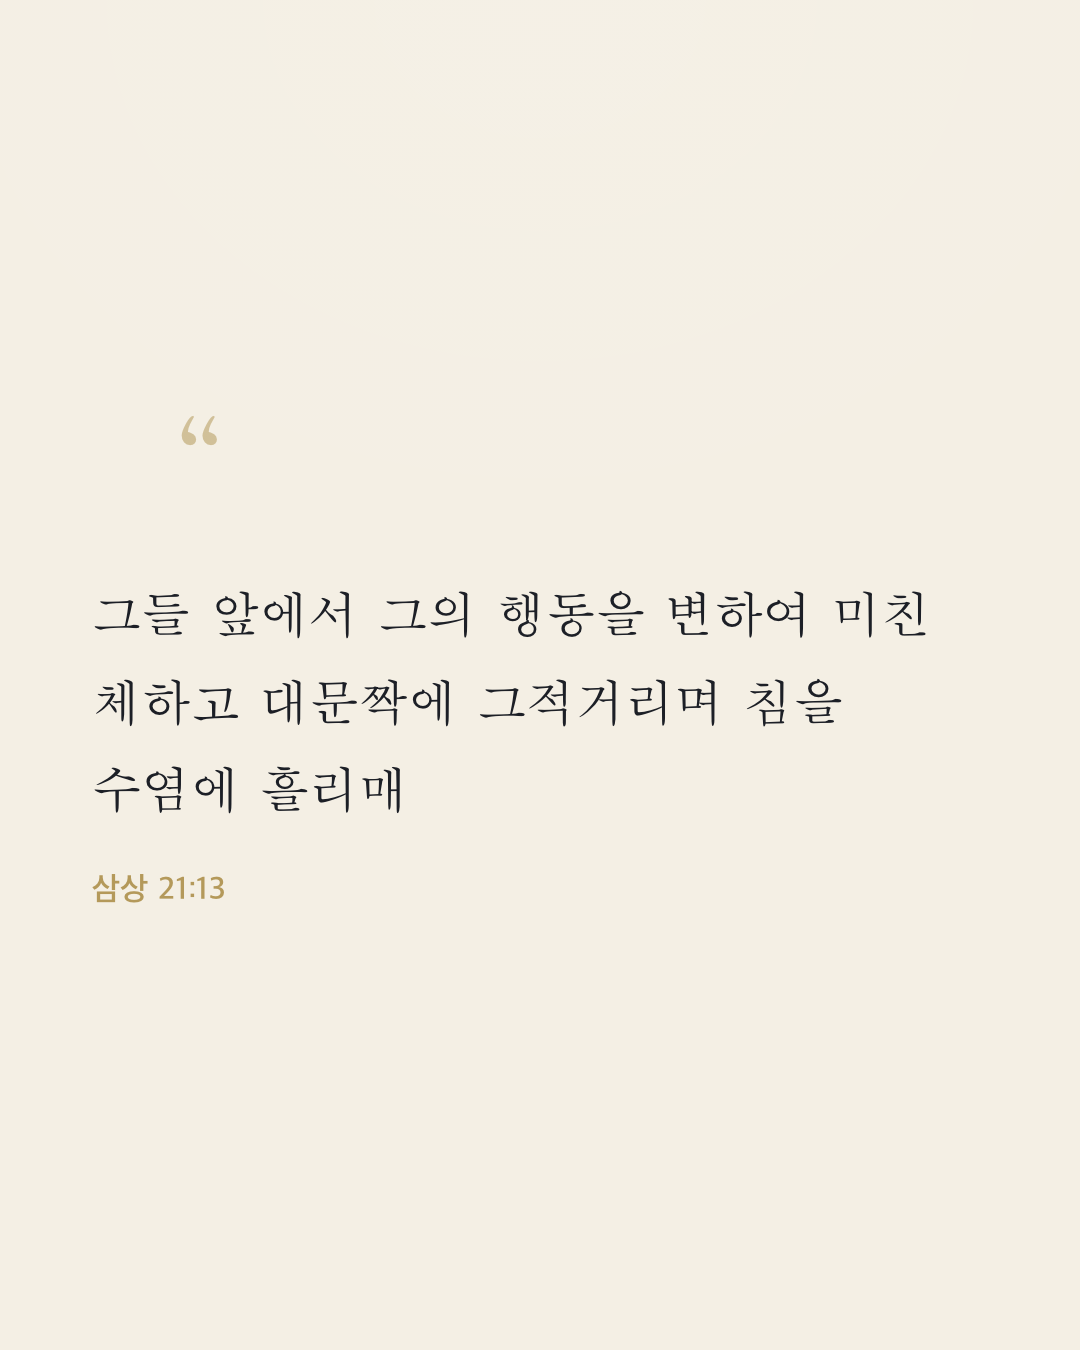 “
그들 앞에서 그의 행동을 변하여 미친
체하고 대문짝에 그적거리며 침을
수염에 흘리매
삼상 21:13